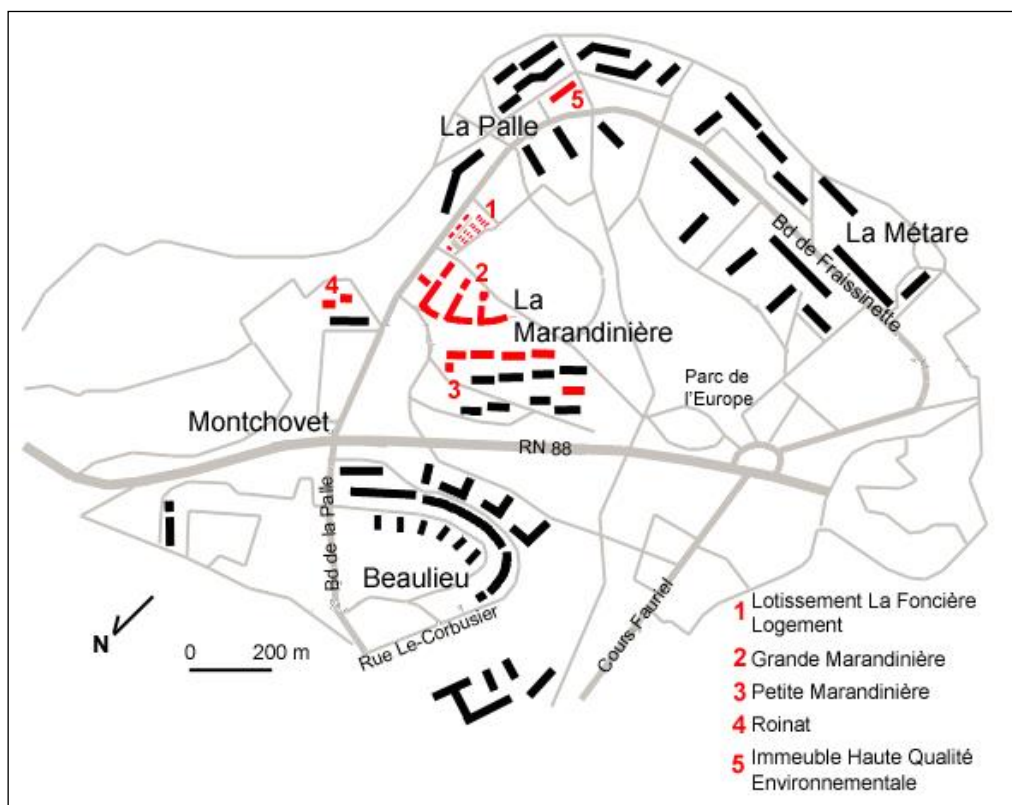 5
La Palle
1
La Métare
Bd de Fraissinette
4
2
La
Marandinière
3
Parc de
l'Europe
Montchovet
RN 88
Bd de la Palle
Beaulieu
Rue Le-Corbusier
Cours Fauriel
N
0 200 m
1 Lotissement La Foncière
Logement
2 Grande Marandinière
3 Petite Marandinière
4 Roinat
5 Immeuble Haute Qualité
Environnementale